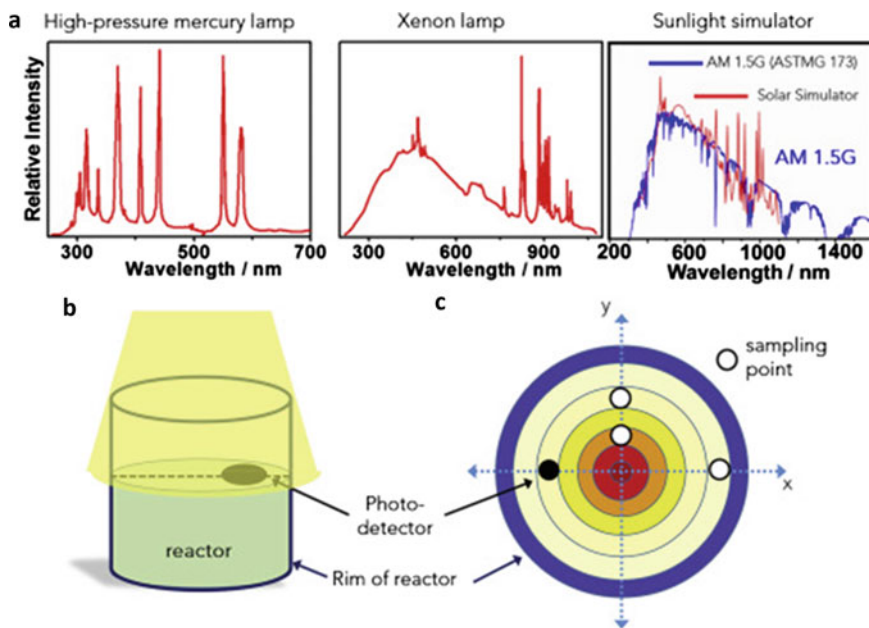 a
High-pressure mercury lamp
Xenon lamp
Sunlight simulator
Relative Intensity
300 500 700
Wavelength / nm
300 600 900
Wavelength / nm
AM 1.5G (ASTMG 173)
Solar Simulator
AM 1.5G
200 600 1000 1400
Wavelength / nm
b
reactor
Photo-
detector
Rim of reactor
c
y
x
sampling
point